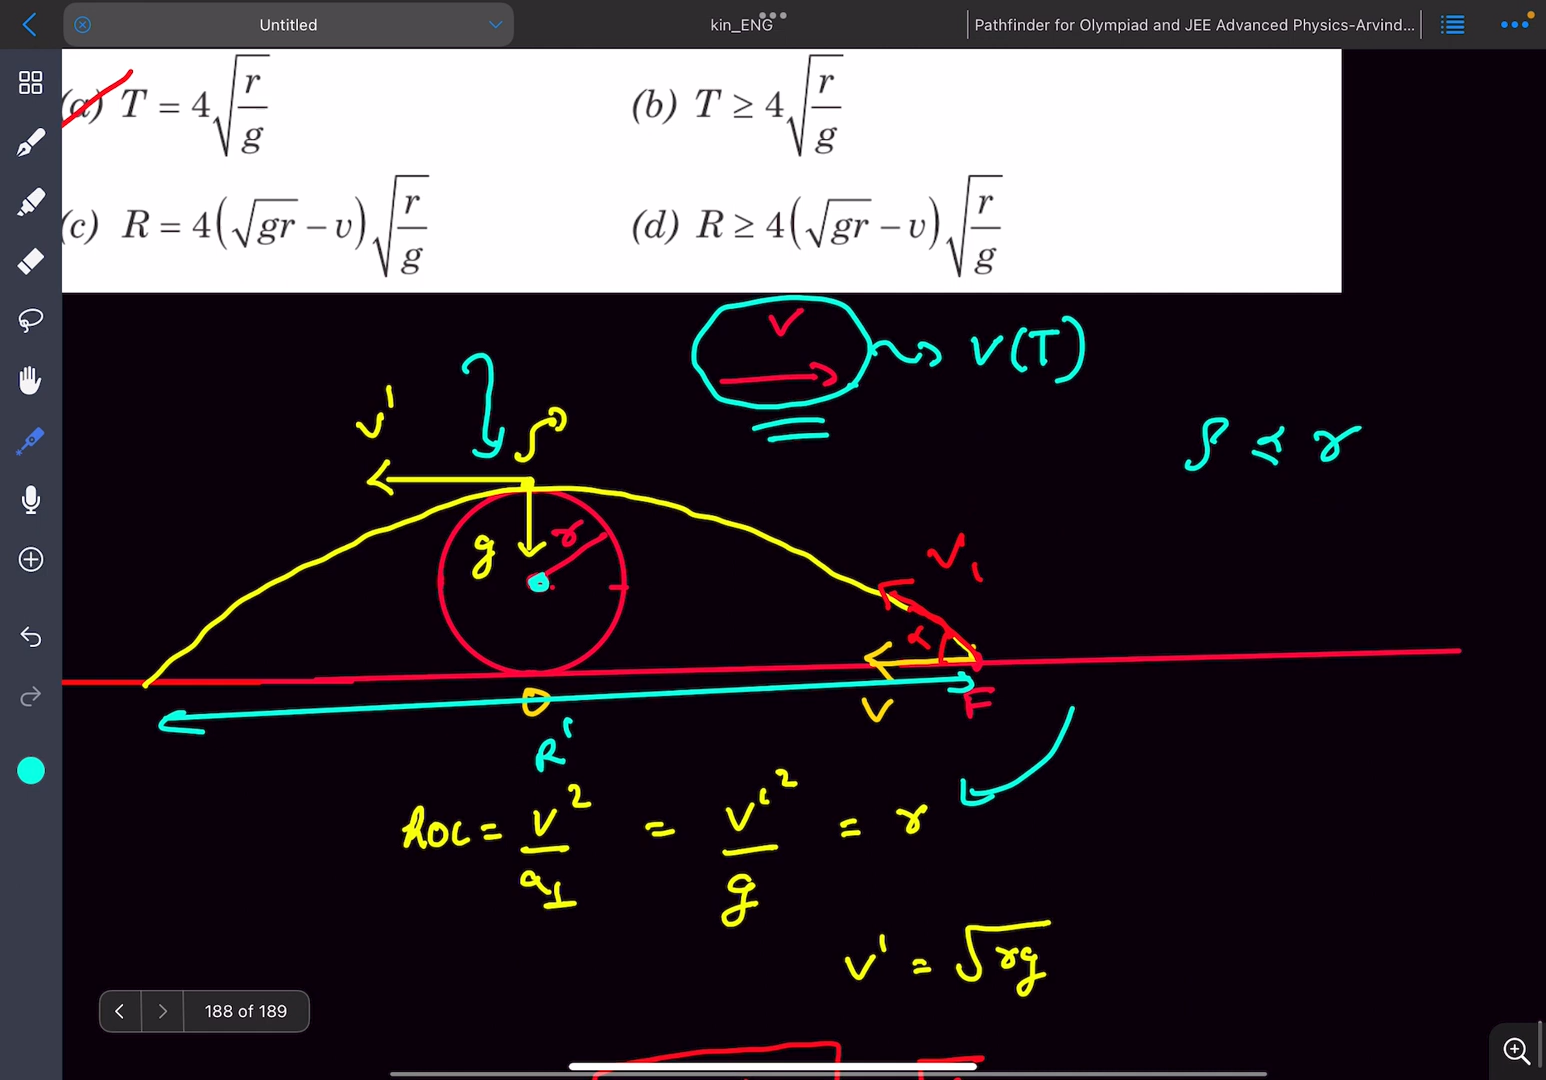 Untitled
kin_ENG
Pathfinder for Olympiad and JEE Advanced Physics-Arvind...
(a) T = 4√(r/g)
(b) T ≥ 4√(r/g)
(c) R = 4(√gr − v)√(r/g)
(d) R ≥ 4(√gr − v)√(r/g)
v
v(T)
v'
ρ ≮ r
g
r
v₁
α
v
F
R'
ROC = v²/a⊥ = v'²/g = r
v' = √rg
188 of 189